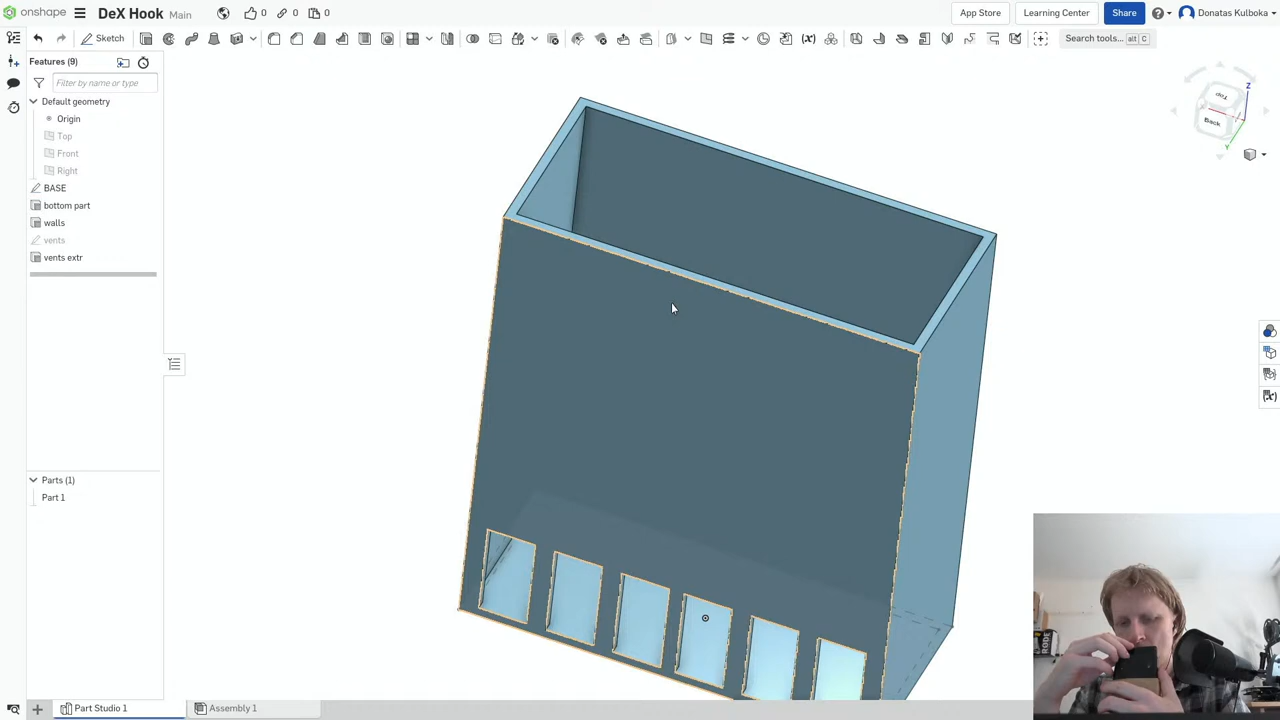 onshape
DeX Hook Main
0
0
0
App Store
Learning Center
Share
Donatas Kulboka
Sketch
Search tools...
alt C
Features (9)
Filter by name or type
Default geometry
Origin
Top
Front
Right
BASE
bottom part
walls
vents
vents extr
Parts (1)
Part 1
Top
Back
Z
Y
RODE
Part Studio 1
Assembly 1